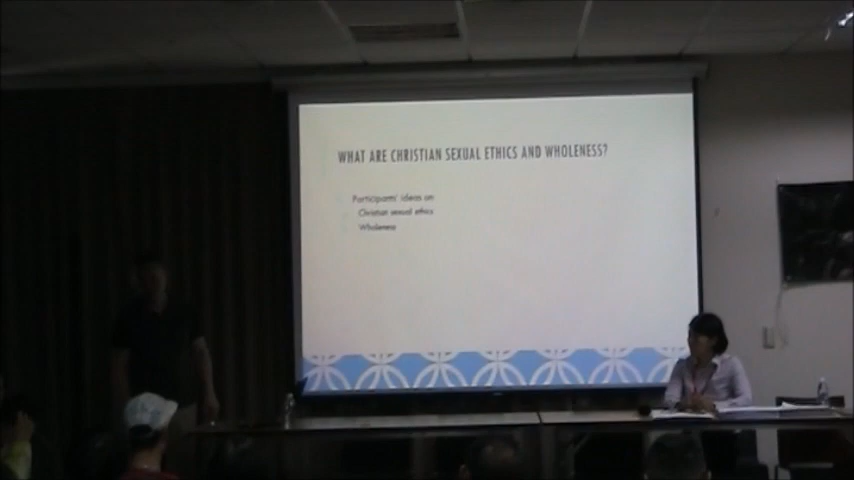 WHAT ARE CHRISTIAN SEXUAL ETHICS AND WHOLENESS?
Participants' ideas on
Christian sexual ethics
Wholeness